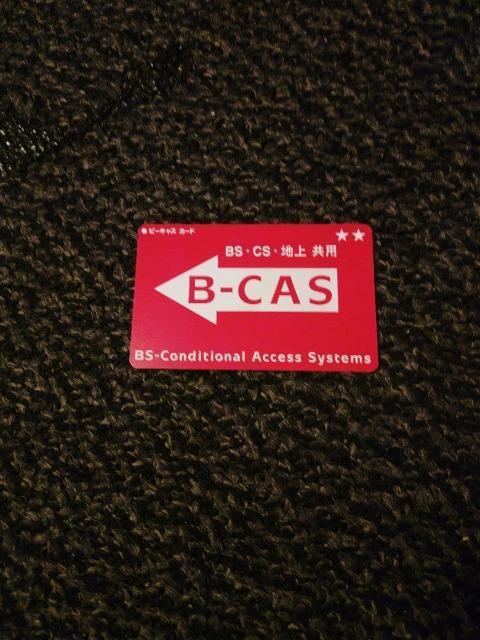 ● ビーキャス カード
★★
BS・CS・地上 共用
B-CAS
BS-Conditional Access Systems